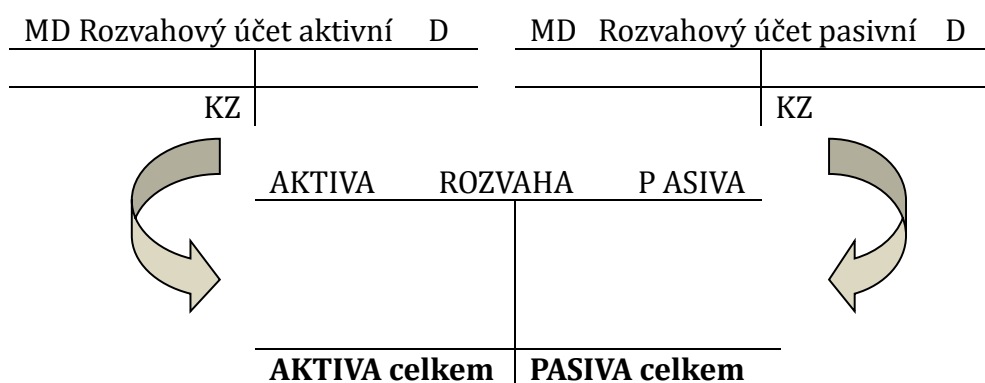 MD Rozvahový účet aktivní D
MD Rozvahový účet pasivní D
KZ
KZ
AKTIVA ROZVAHA P ASIVA
AKTIVA celkem PASIVA celkem